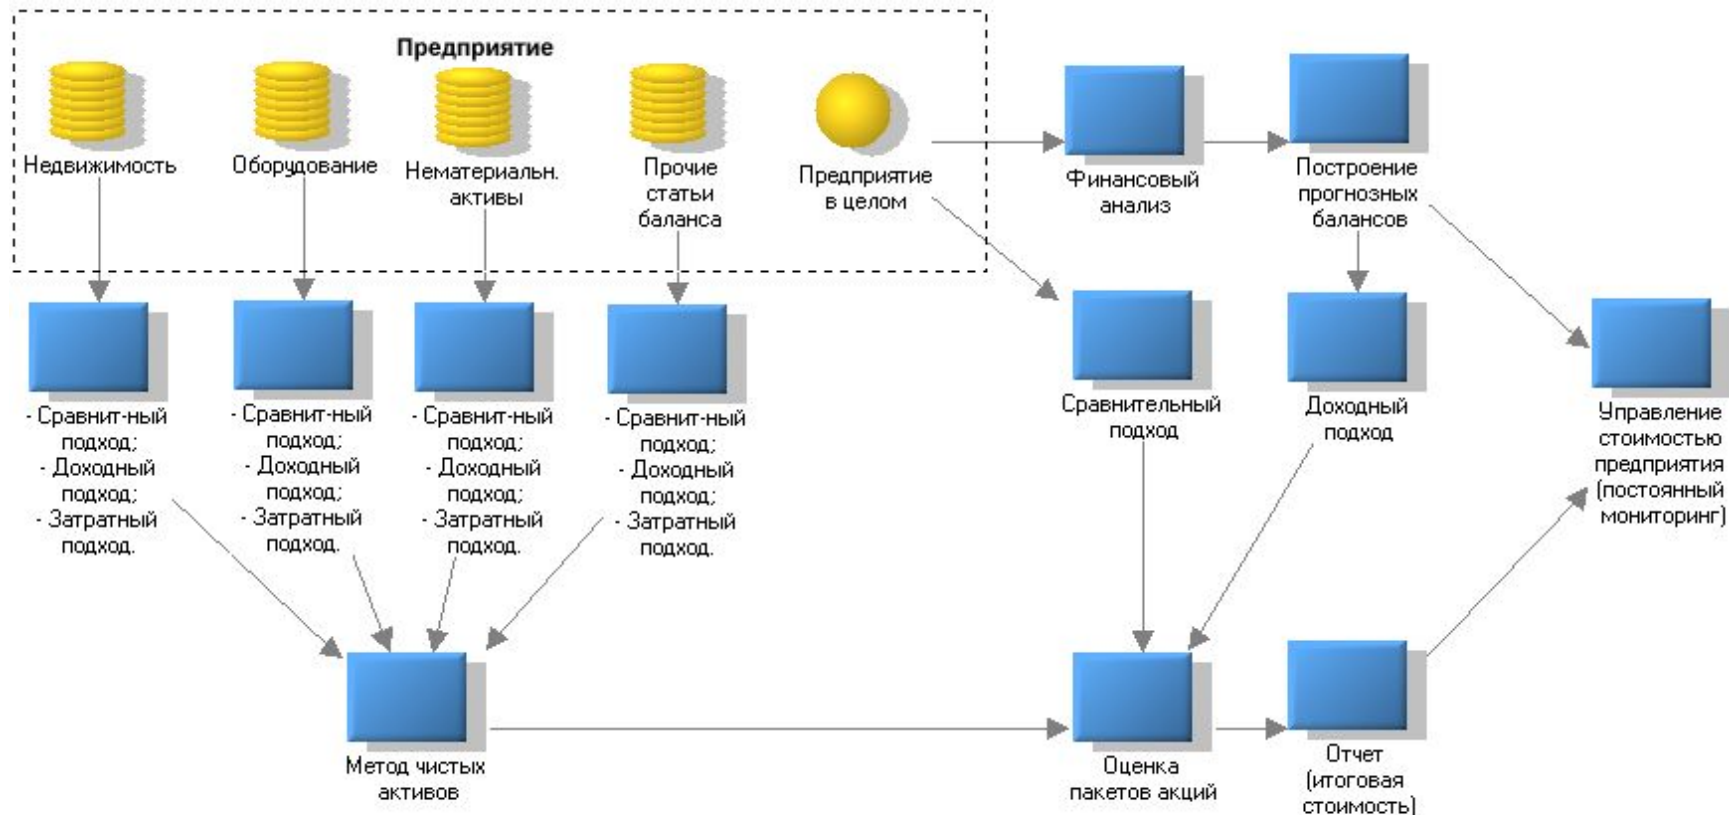 Предприятие
Недвижимость
Оборудование
Нематериальн.
активы
Прочие
статьи
баланса
Предприятие
в целом
Финансовый
анализ
Построение
прогнозных
балансов
- Сравнит-ный
подход;
- Доходный
подход;
- Затратный
подход.
- Сравнит-ный
подход;
- Доходный
подход;
- Затратный
подход.
- Сравнит-ный
подход;
- Доходный
подход;
- Затратный
подход.
- Сравнит-ный
подход;
- Доходный
подход;
- Затратный
подход.
Сравнительный
подход
Доходный
подход
Управление
стоимостью
предприятия
(постоянный
мониторинг)
Метод чистых
активов
Оценка
пакетов акций
Отчет
(итоговая
стоимость)